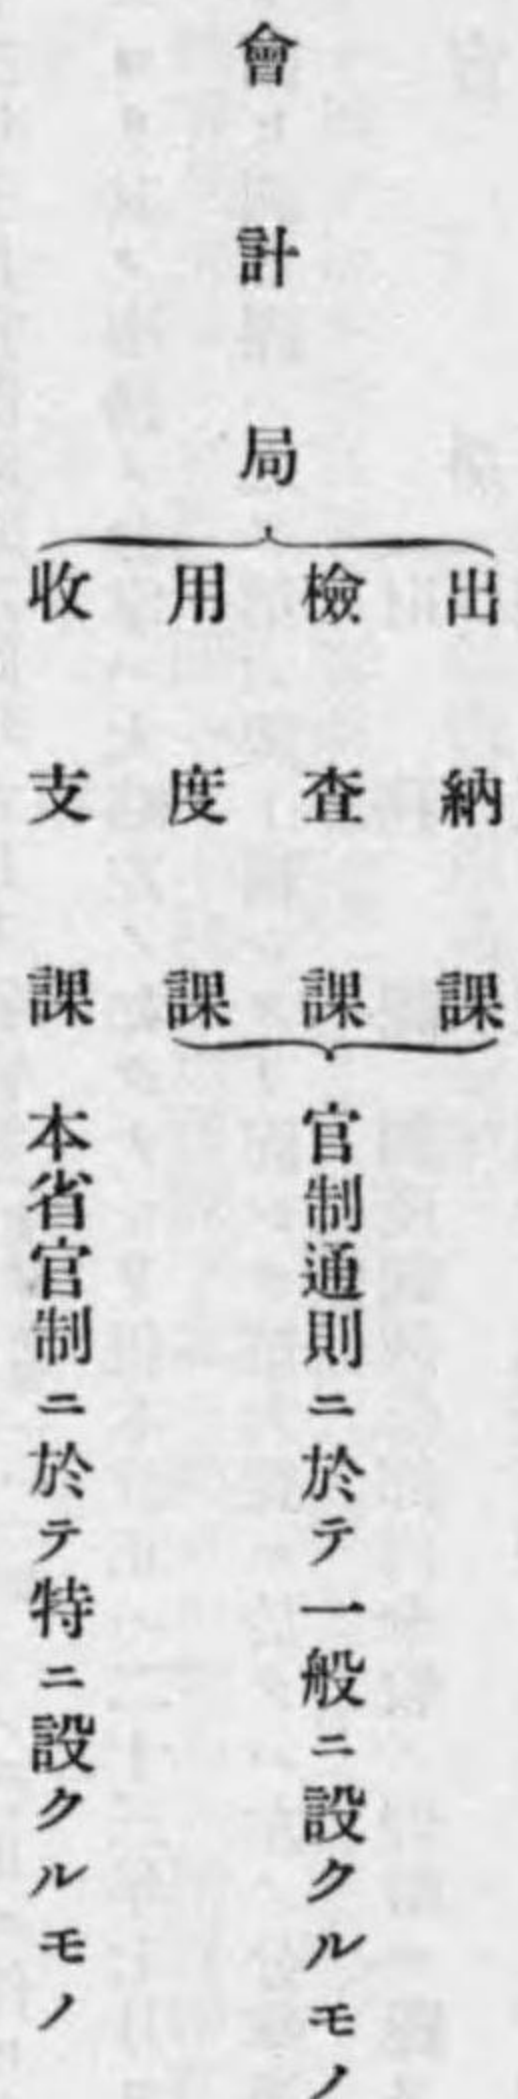 會計局
出納課
檢査課
用度課
官制通則ニ於テ一般ニ設クルモノ
收支課
本省官制ニ於テ特ニ設クルモノ